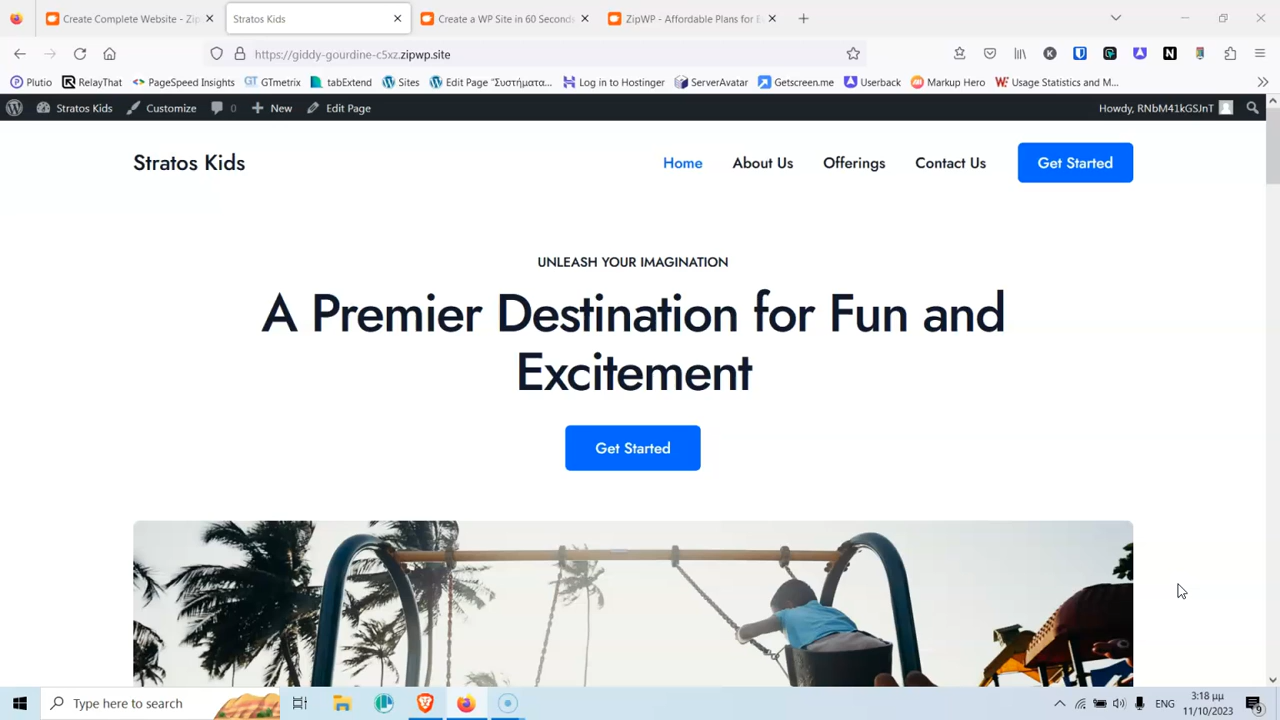 Create Complete Website - Zip
Stratos Kids
Create a WP Site in 60 Second
ZipWP - Affordable Plans for E
https://giddy-gourdine-c5xz.zipwp.site
Plutio
RelayThat
PageSpeed Insights
GTmetrix
tabExtend
Sites
Edit Page "Συστήματα...
Log in to Hostinger
ServerAvatar
Getscreen.me
Userback
Markup Hero
Usage Statistics and M...
Stratos Kids
Customize
0
New
Edit Page
Howdy, RNbM41kGSJnT
Stratos Kids
Home
About Us
Offerings
Contact Us
Get Started
UNLEASH YOUR IMAGINATION
A Premier Destination for Fun and
Excitement
Get Started
Type here to search
ENG
3:18 μμ
11/10/2023
9